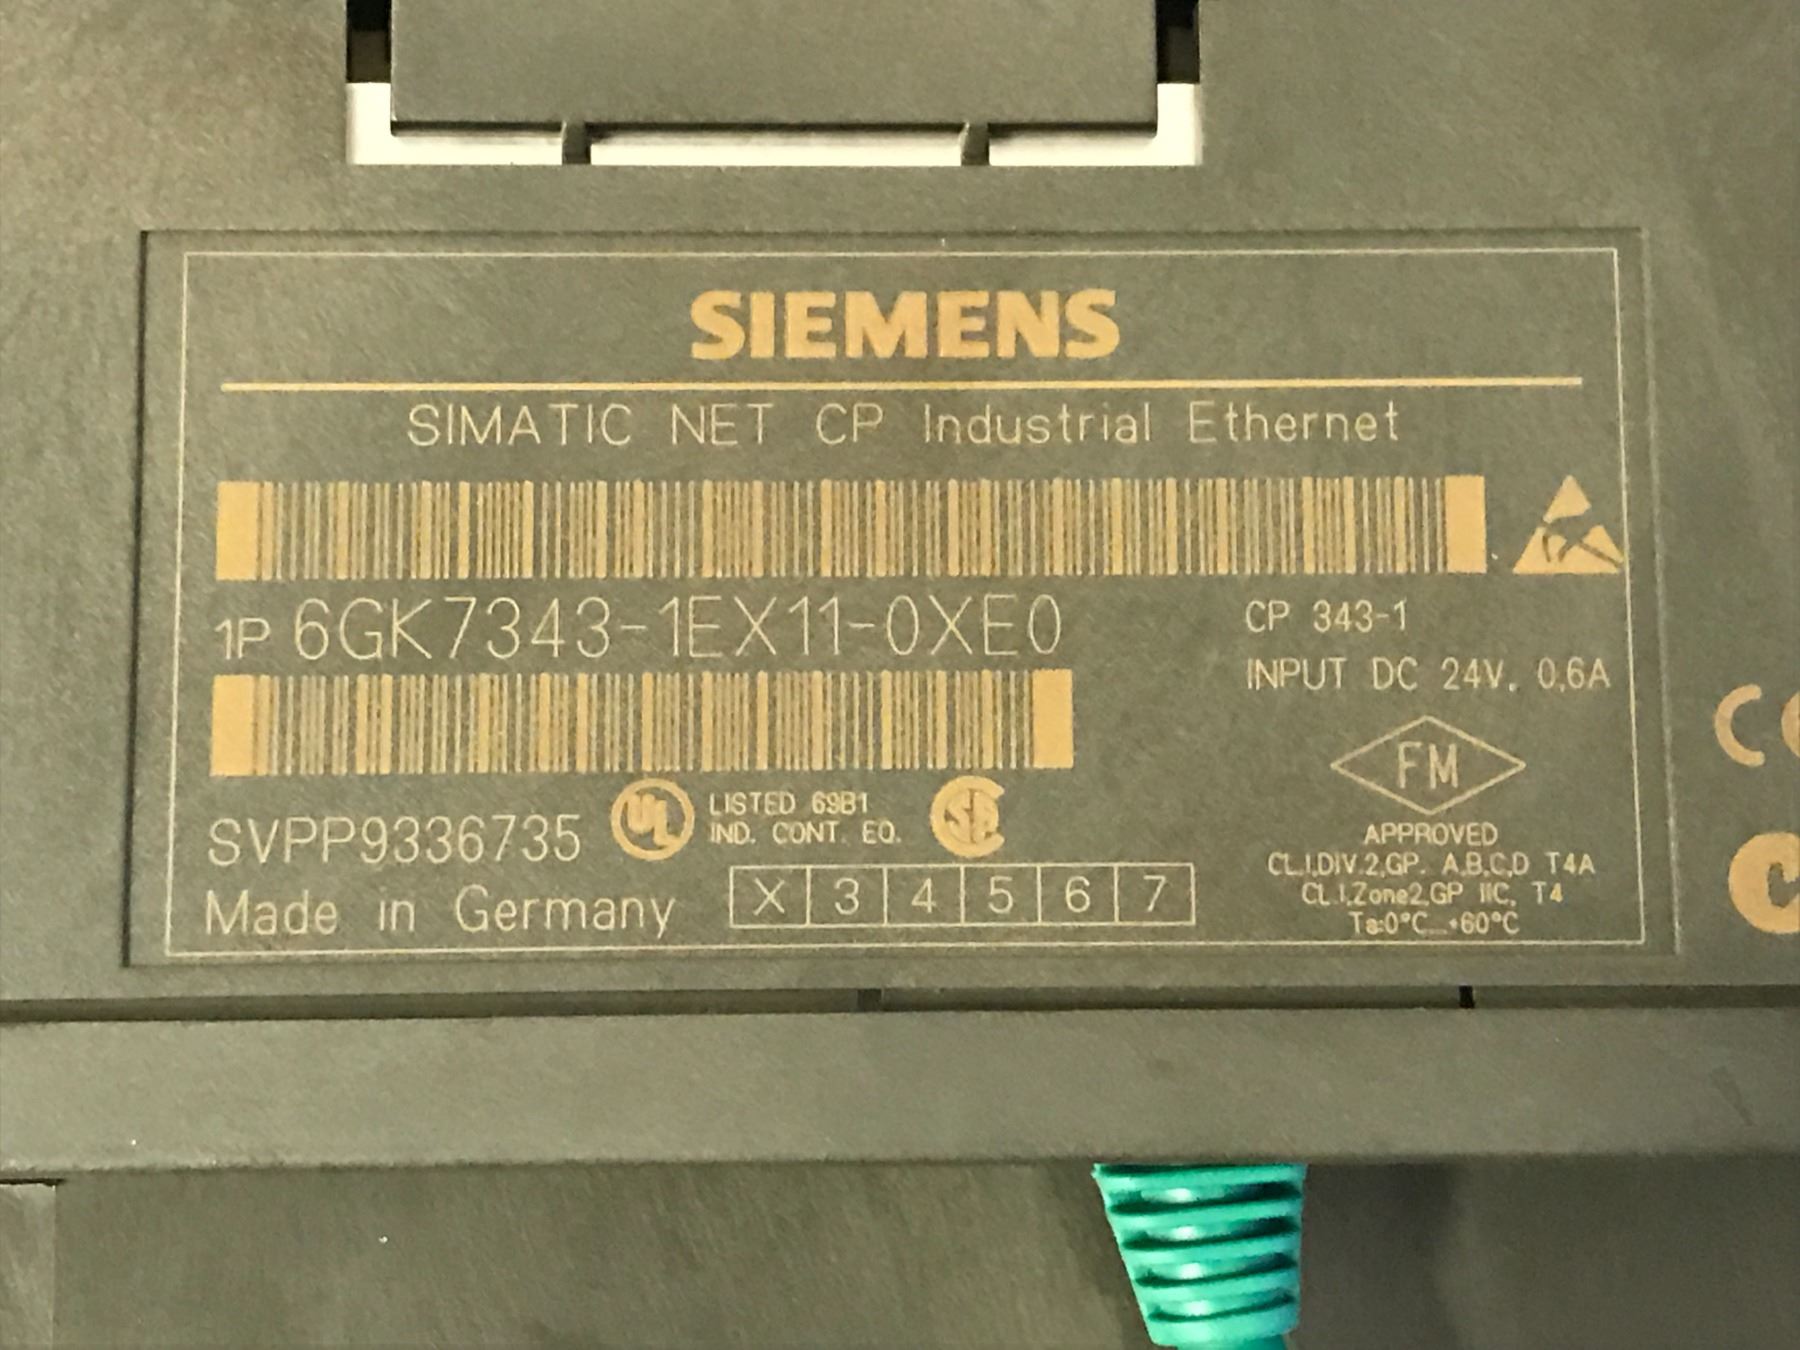 SIEMENS
SIMATIC NET CP Industrial Ethernet
1P 6GK7343-1EX11-0XE0
CP 343-1
INPUT DC 24V, 0,6A
SVPP9336735
UL
LISTED 69B1
IND. CONT. EQ.
FM
APPROVED
CL.I,DIV.2,GP. A,B,C,D T4A
CL.I,Zone2,GP IIC, T4
Ta:0°C...+60°C
Made in Germany
X 3 4 5 6 7